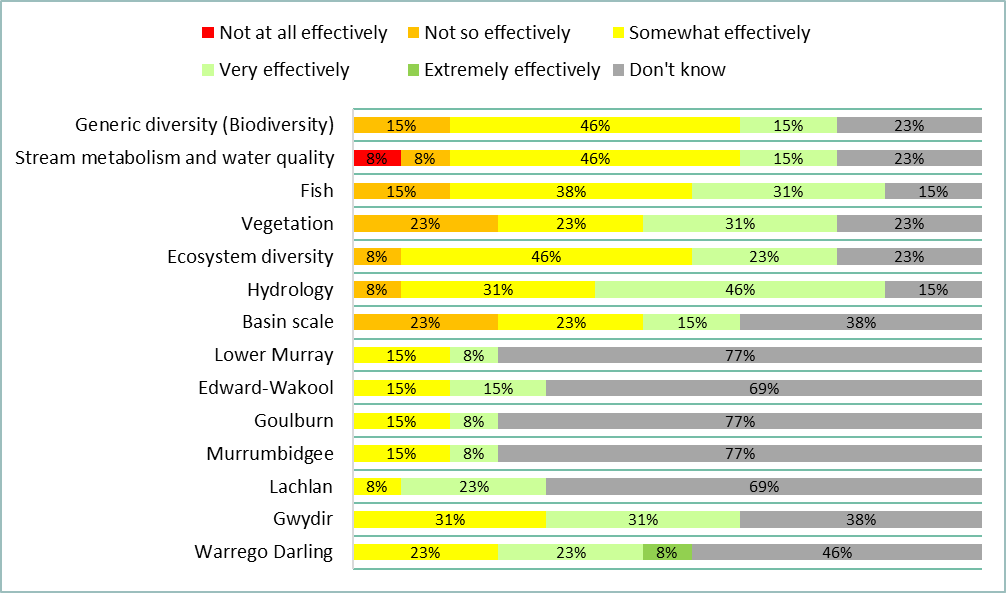 Not at all effectively Not so effectively Somewhat effectively
Very effectively Extremely effectively Don't know
Generic diversity (Biodiversity) 15% 46% 15% 23%
Stream metabolism and water quality 8% 8% 46% 15% 23%
Fish 15% 38% 31% 15%
Vegetation 23% 23% 31% 23%
Ecosystem diversity 8% 46% 23% 23%
Hydrology 8% 31% 46% 15%
Basin scale 23% 23% 15% 38%
Lower Murray 15% 8% 77%
Edward-Wakool 15% 15% 69%
Goulburn 15% 8% 77%
Murrumbidgee 15% 8% 77%
Lachlan 8% 23% 69%
Gwydir 31% 31% 38%
Warrego Darling 23% 23% 8% 46%